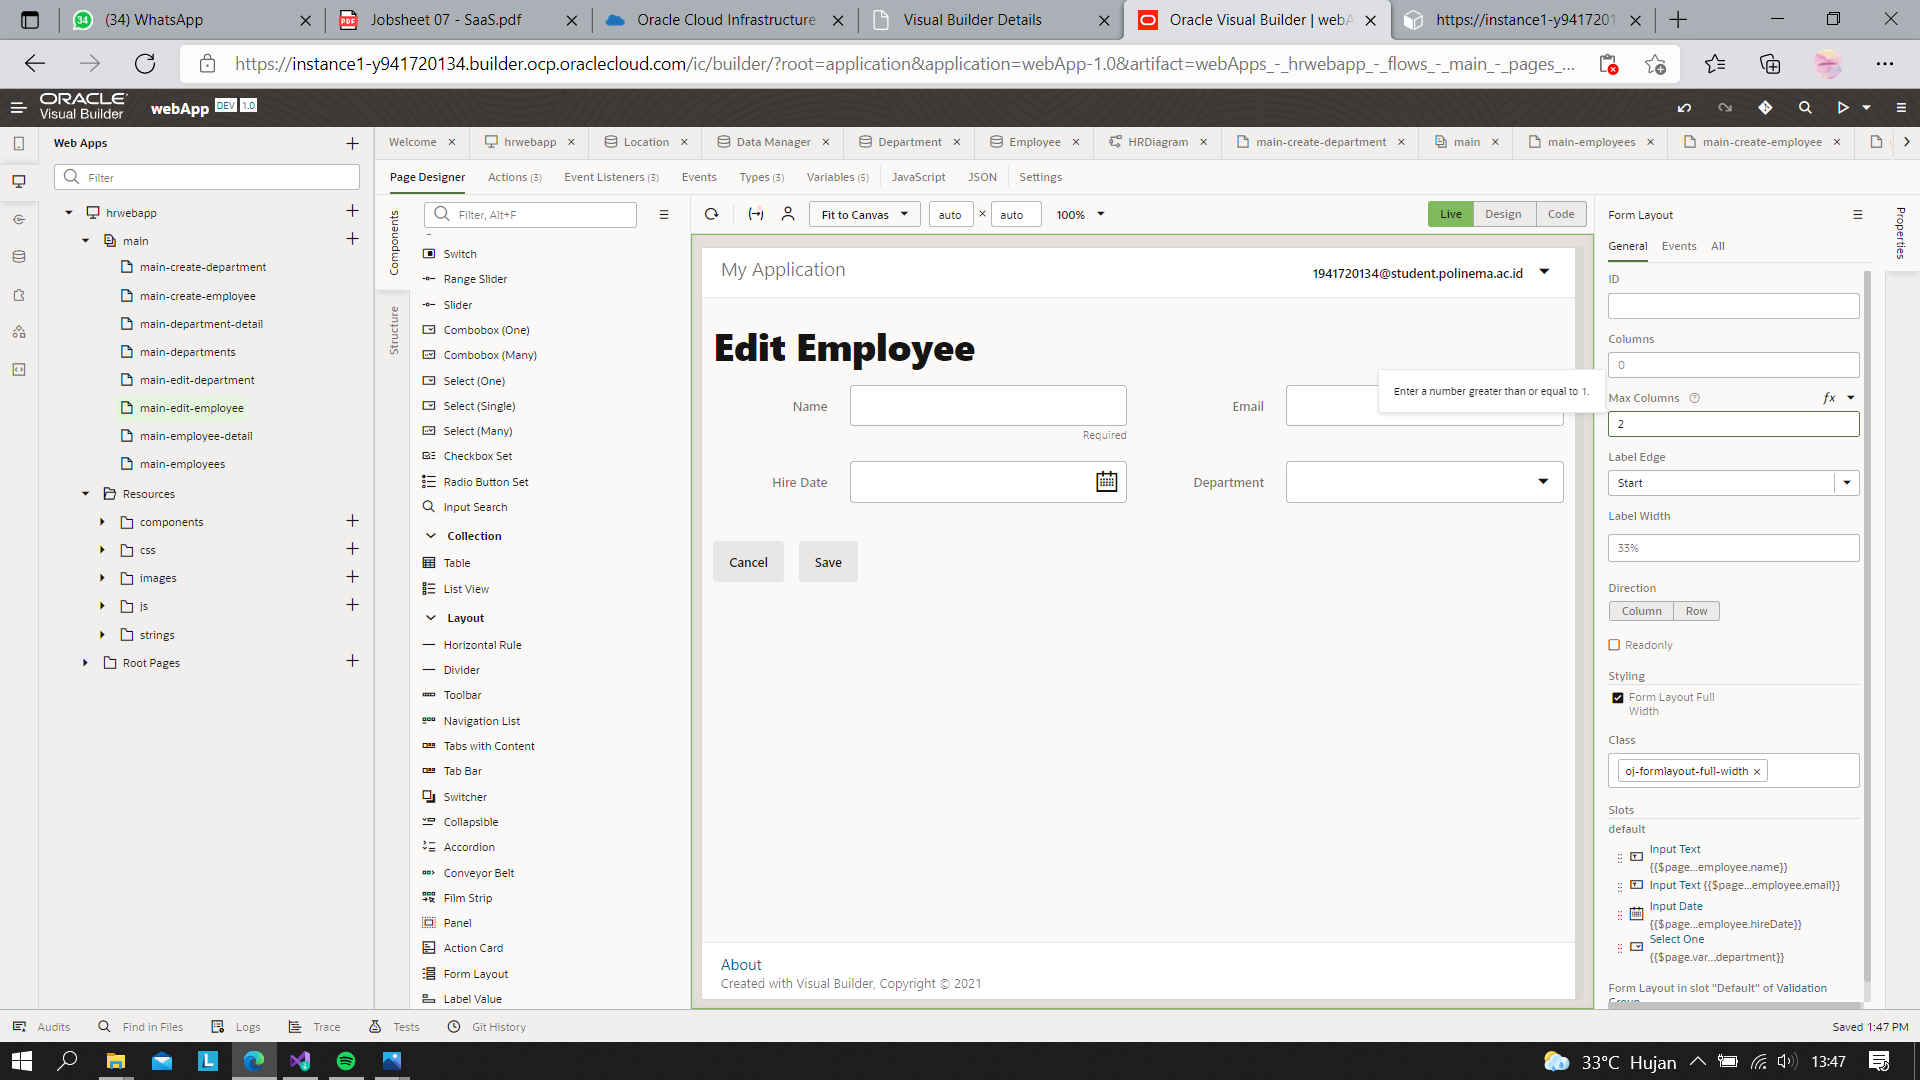 (34) WhatsApp
Jobsheet 07 - SaaS.pdf
Oracle Cloud Infrastructure
Visual Builder Details
Oracle Visual Builder | webA
https://instance1-y9417201
https://instance1-y941720134.builder.ocp.oraclecloud.com/ic/builder/?root=application&application=webApp-1.0&artifact=webApps_-_hrwebapp_-_flows_-_main_-_pages_...
ORACLE
Visual Builder
webApp DEV 1.0
Web Apps
Filter
hrwebapp
main
main-create-department
main-create-employee
main-department-detail
main-departments
main-edit-department
main-edit-employee
main-employee-detail
main-employees
Resources
components
css
images
js
strings
Root Pages
Welcome
hrwebapp
Location
Data Manager
Department
Employee
HRDiagram
main-create-department
main
main-employees
main-create-employee
Page Designer
Actions (3)
Event Listeners (3)
Events
Types (3)
Variables (5)
JavaScript
JSON
Settings
Components
Structure
Filter, Alt+F
Switch
Range Slider
Slider
Combobox (One)
Combobox (Many)
Select (One)
Select (Single)
Select (Many)
Checkbox Set
Radio Button Set
Input Search
Collection
Table
List View
Layout
Horizontal Rule
Divider
Toolbar
Navigation List
Tabs with Content
Tab Bar
Switcher
Collapsible
Accordion
Conveyor Belt
Film Strip
Panel
Action Card
Form Layout
Label Value
Fit to Canvas
auto × auto
100%
Live
Design
Code
My Application
1941720134@student.polinema.ac.id
Edit Employee
Name
Required
Email
Hire Date
Department
Cancel
Save
About
Created with Visual Builder, Copyright © 2021
Enter a number greater than or equal to 1.
Form Layout
Properties
General
Events
All
ID
Columns
0
Max Columns
fx
2
Label Edge
Start
Label Width
33%
Direction
Column
Row
Readonly
Styling
Form Layout Full
Width
Class
oj-formlayout-full-width
Slots
default
Input Text
{{$page...employee.name}}
Input Text {{$page...employee.email}}
Input Date
{{$page...employee.hireDate}}
Select One
{{$page.var...department}}
Form Layout in slot "Default" of Validation
Group
Audits
Find in Files
Logs
Trace
Tests
Git History
Saved 1:47 PM
33°C Hujan
13:47